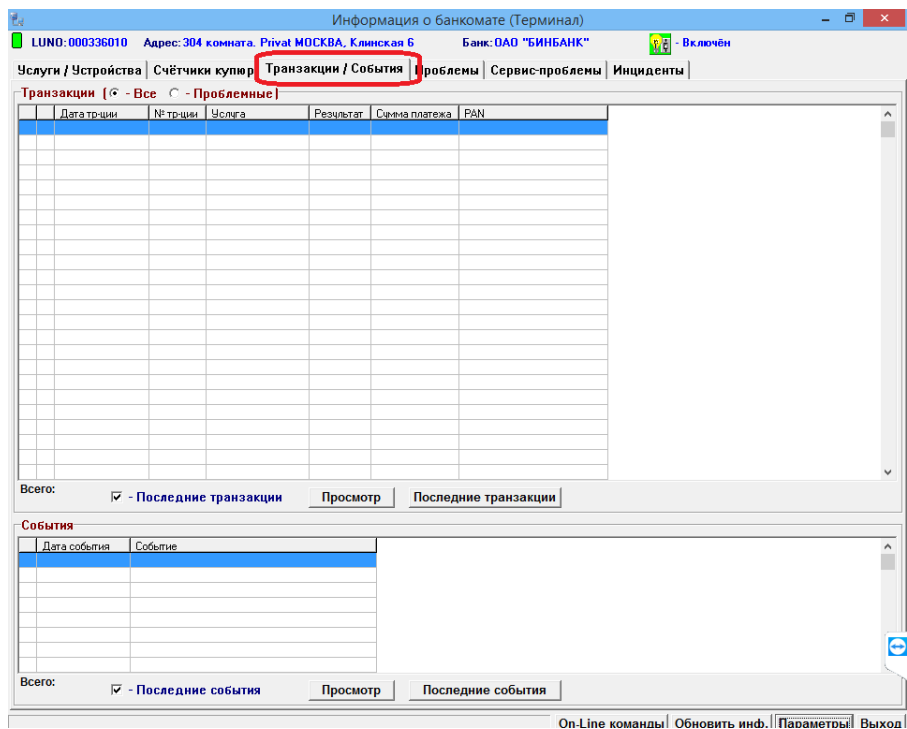 Информация о банкомате (Терминал)
LUNO: 000336010 Адрес: 304 комната. Privat МОСКВА, Клинская 6 Банк: ОАО "БИНБАНК" - Включён
Услуги / Устройства Счётчики купюр Транзакции / События Проблемы Сервис-проблемы Инциденты
Транзакции ( - Все - Проблемные)
Дата тр-ции № тр-ции Услуга Результат Сумма платежа PAN
Всего: - Последние транзакции Просмотр Последние транзакции
События
Дата события Событие
Всего: - Последние события Просмотр Последние события
On-Line команды Обновить инф. Параметры Выход